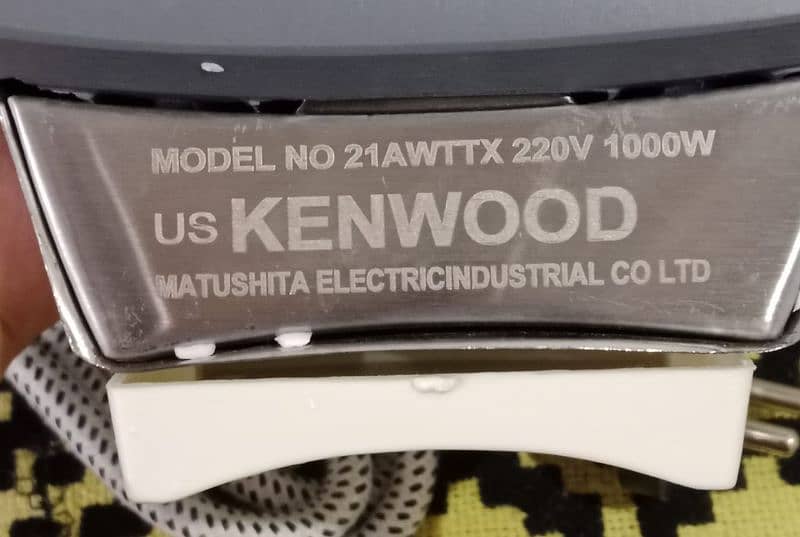 MODEL NO 21AWTTX 220V 1000W
US KENWOOD
MATUSHITA ELECTRICINDUSTRIAL CO LTD